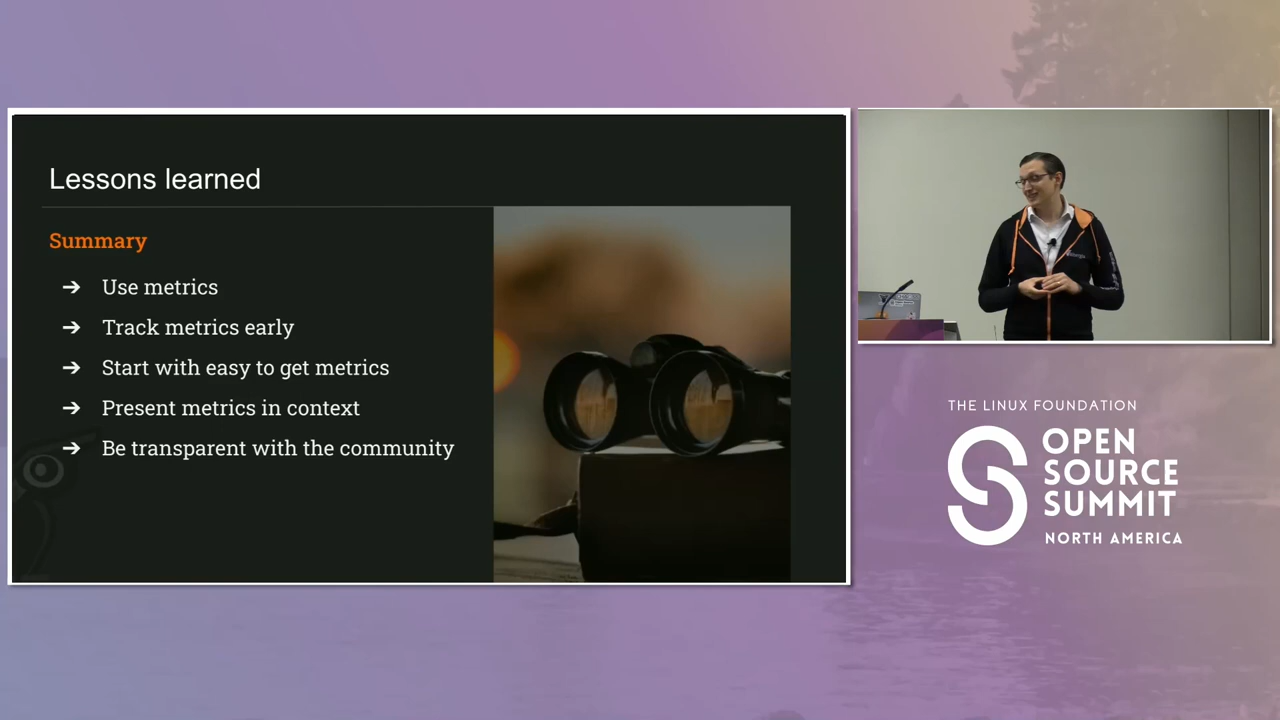 Lessons learned
Summary
➔ Use metrics
➔ Track metrics early
➔ Start with easy to get metrics
➔ Present metrics in context
➔ Be transparent with the community
THE LINUX FOUNDATION
OPEN
SOURCE
SUMMIT
NORTH AMERICA